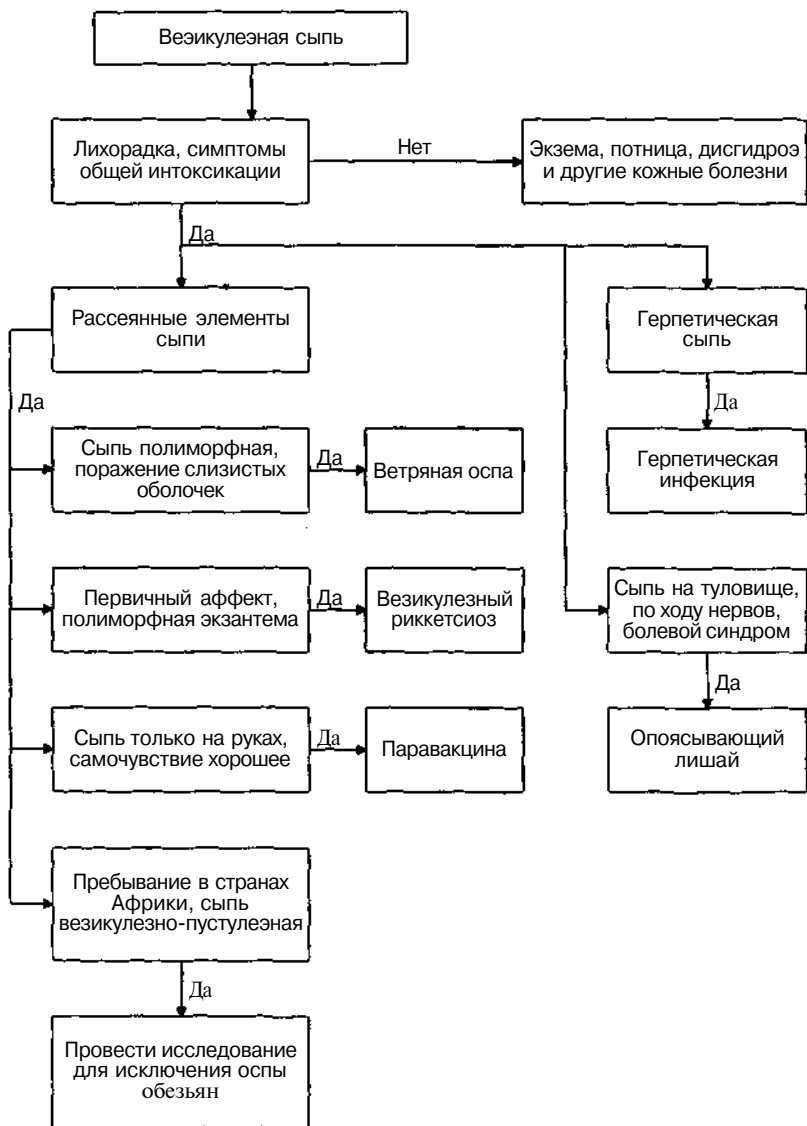 Веэикулеэная сыпь
Лихорадка, симптомы
общей интоксикации
Нет
Экзема, потница, дисгидроэ
и другие кожные болезни
Да
Рассеянные элементы
сыпи
Герпетическая
сыпь
Да
Да
Сыпь полиморфная,
поражение слизистых
оболочек
Да
Ветряная оспа
Герпетическая
инфекция
Первичный аффект,
полиморфная экзантема
Да
Везикулезный
риккетсиоз
Сыпь на туловище,
по ходу нервов,
болевой синдром
Да
Сыпь только на руках,
самочувствие хорошее
Да
Паравакцина
Опоясывающий
лишай
Пребывание в странах
Африки, сыпь
везикулезно-пустулеэная
Да
Провести исследование
для исключения оспы
обезьян